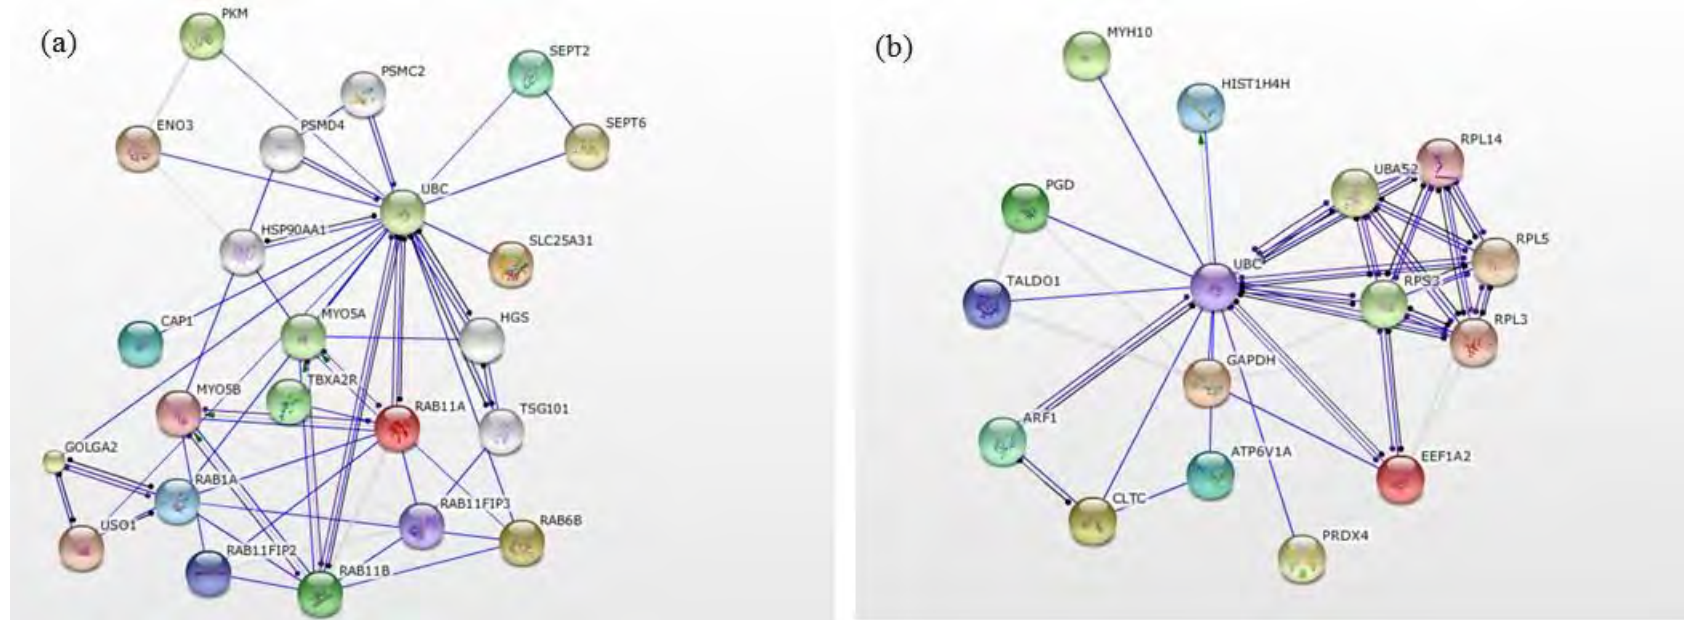 (a)
PKM
SEPT2
PSMC2
ENO3
PSMD4
SEPT6
UBC
HSP90AA1
SLC25A31
CAP1
MYO5A
HGS
MYO5B
TBXA2R
RAB11A
TSG101
GOLGA2
RAB1A
RAB11FIP3
USO1
RAB6B
RAB11FIP2
RAB11B
(b)
MYH10
HIST1H4H
RPL14
UBA52
PGD
RPL5
UBC
TALDO1
RPS3
RPL3
GAPDH
ARF1
ATP6V1A
EEF1A2
CLTC
PRDX4